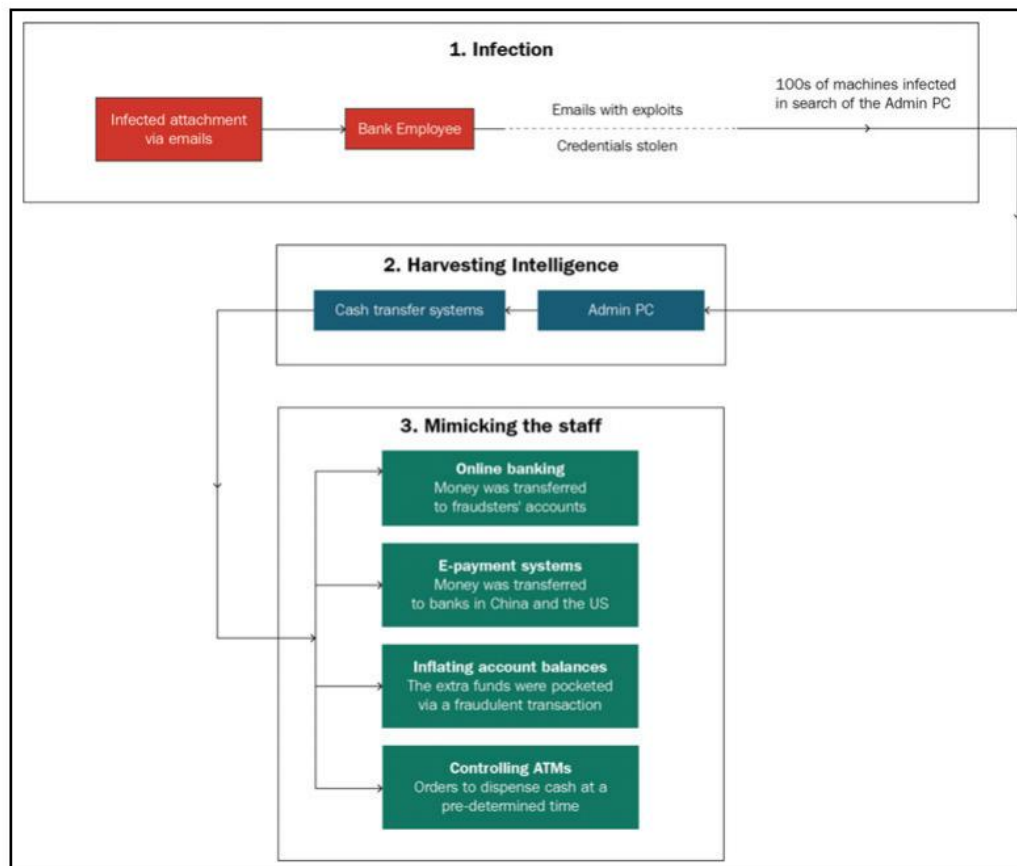 1. Infection
Infected attachment
via emails
Bank Employee
Emails with exploits
Credentials stolen
100s of machines infected
in search of the Admin PC
2. Harvesting Intelligence
Cash transfer systems
Admin PC
3. Mimicking the staff
Online banking
Money was transferred
to fraudsters' accounts
E-payment systems
Money was transferred
to banks in China and the US
Inflating account balances
The extra funds were pocketed
via a fraudulent transaction
Controlling ATMs
Orders to dispense cash at a
pre-determined time